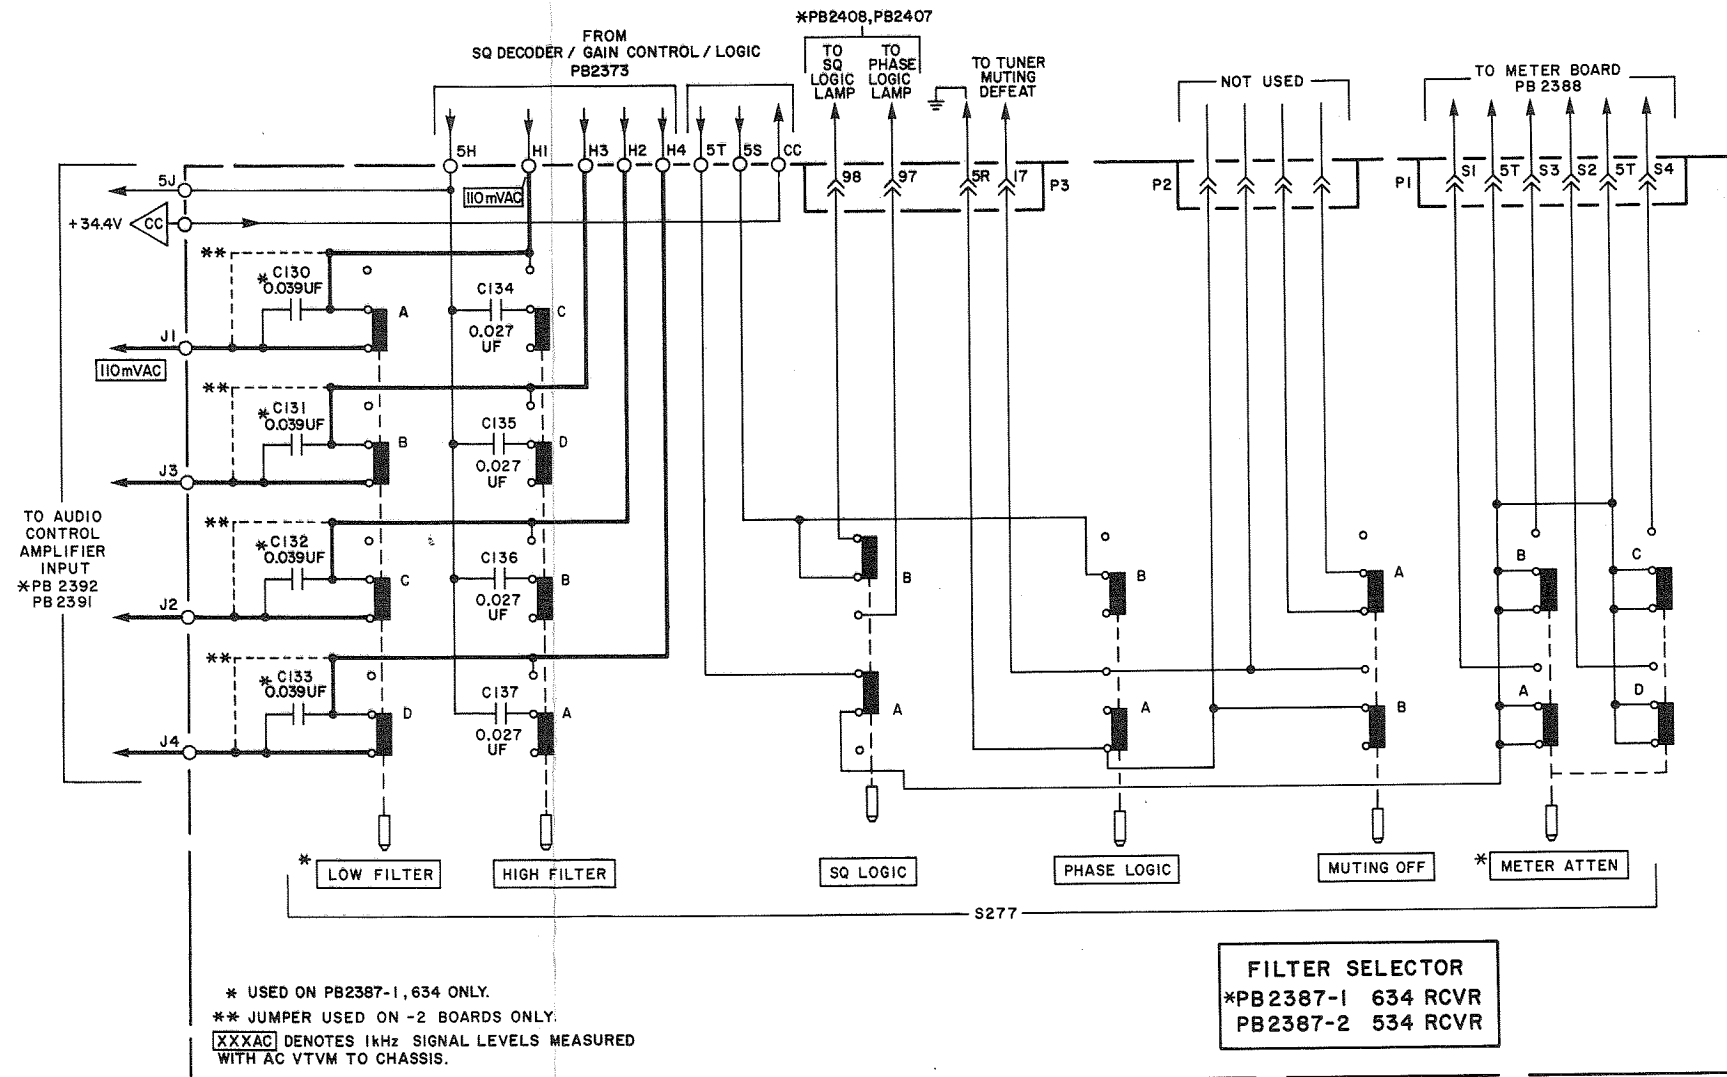 *PB2408,PB2407
FROM
SQ DECODER / GAIN CONTROL / LOGIC
PB2373
TO
SQ
LOGIC
LAMP
TO
PHASE
LOGIC
LAMP
TO TUNER
MUTING
DEFEAT
NOT USED
TO METER BOARD
PB 2388
5H
H1
H3
H2
H4
5T
5S
CC
98
97
5R
17
P3
P2
P1
S1
5T
S3
S2
5T
S4
5J
110mVAC
+34.4V
CC
**
*C130
0.039UF
A
C134
0.027
UF
C
J1
110mVAC
**
*C131
0.039UF
B
C135
0.027
UF
D
J3
TO AUDIO
CONTROL
AMPLIFIER
INPUT
*PB 2392
PB 2391
**
*C132
0.039UF
C
C136
0.027
UF
B
J2
**
*C133
0.039UF
D
C137
0.027
UF
A
J4
B
A
B
A
A
B
B
C
A
D
* LOW FILTER
HIGH FILTER
SQ LOGIC
PHASE LOGIC
MUTING OFF
* METER ATTEN
S277
* USED ON PB2387-1, 634 ONLY.
** JUMPER USED ON -2 BOARDS ONLY.
XXXAC DENOTES 1kHz SIGNAL LEVELS MEASURED
WITH AC VTVM TO CHASSIS.
FILTER SELECTOR
*PB2387-1 634 RCVR
PB2387-2 534 RCVR